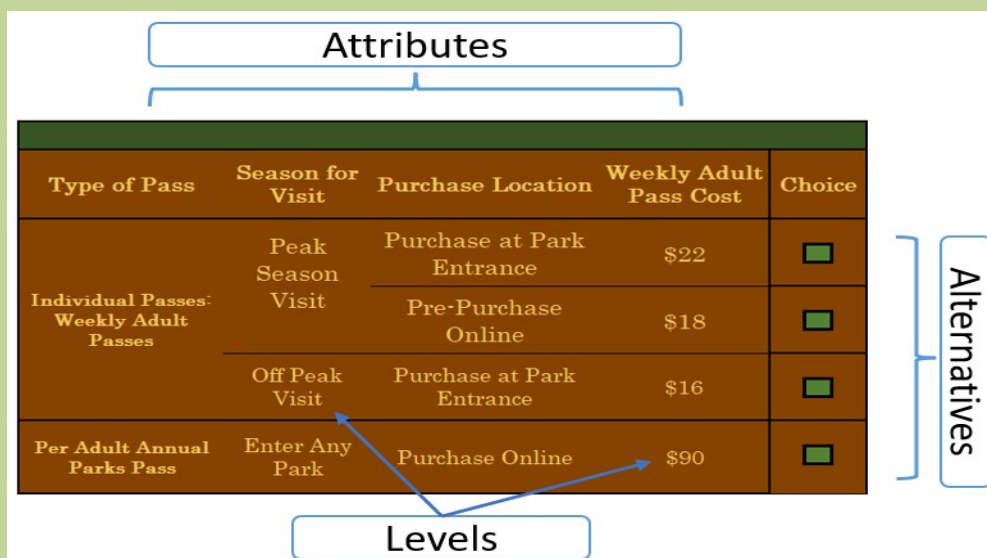 Attributes
Type of Pass
Season for
Visit
Purchase Location
Weekly Adult
Pass Cost
Choice
Individual Passes:
Weekly Adult
Passes
Peak
Season
Visit
Purchase at Park
Entrance
$22
Pre-Purchase
Online
$18
Off Peak
Visit
Purchase at Park
Entrance
$16
Per Adult Annual
Parks Pass
Enter Any
Park
Purchase Online
$90
Alternatives
Levels